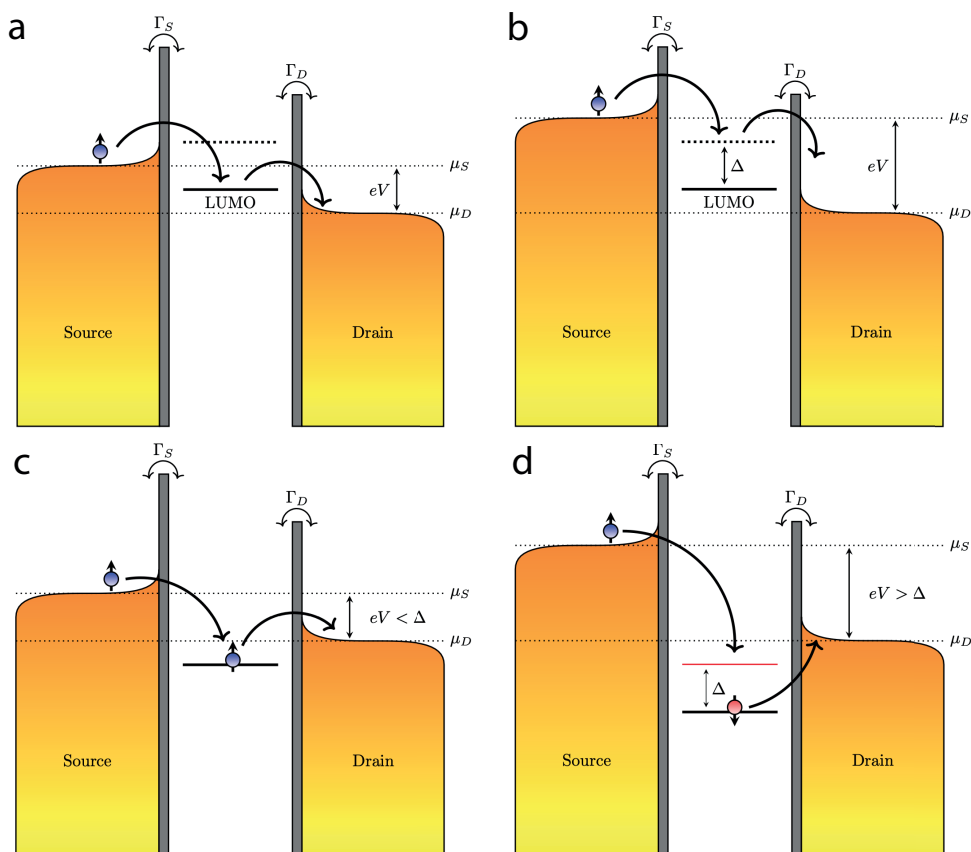 a
Γ_S
Γ_D
μ_S
eV
LUMO
μ_D
Source
Drain
b
Γ_S
Γ_D
μ_S
Δ
eV
LUMO
μ_D
Source
Drain
c
Γ_S
Γ_D
μ_S
eV < Δ
μ_D
Source
Drain
d
Γ_S
Γ_D
μ_S
eV > Δ
μ_D
Δ
Source
Drain